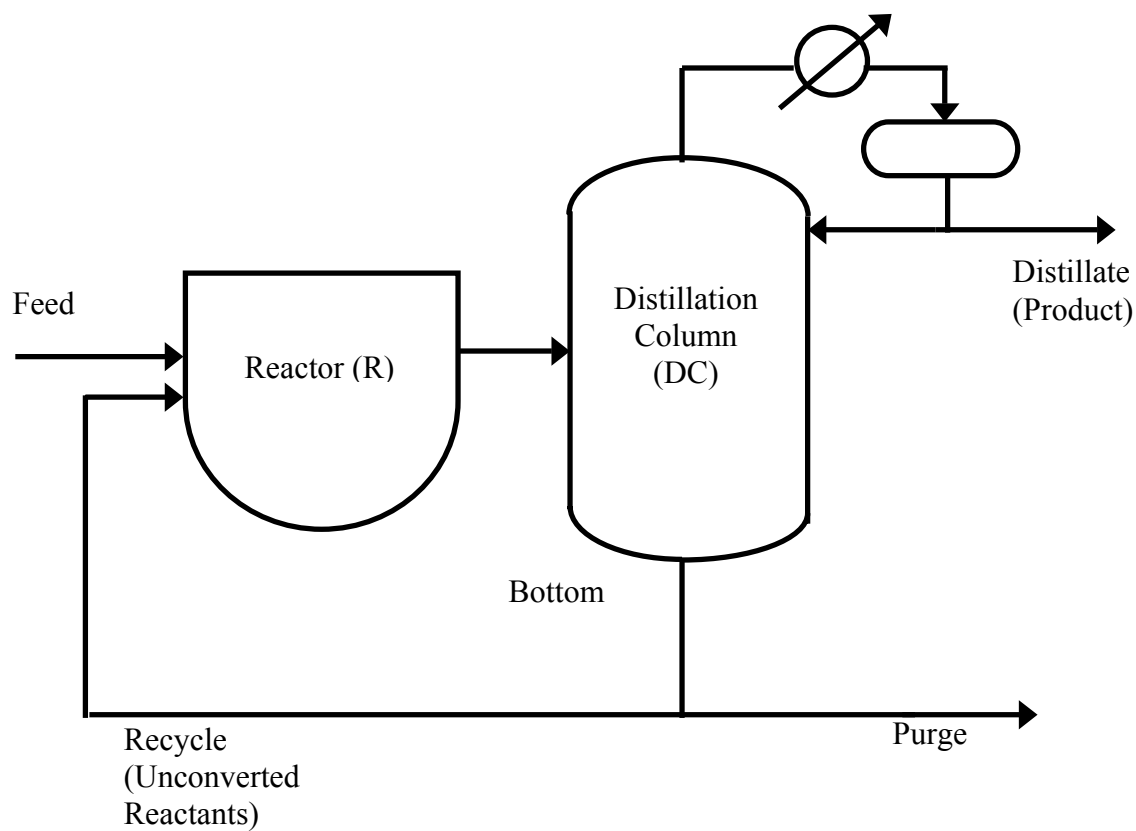 Feed
Reactor (R)
Distillation
Column
(DC)
Distillate
(Product)
Bottom
Recycle
(Unconverted
Reactants)
Purge